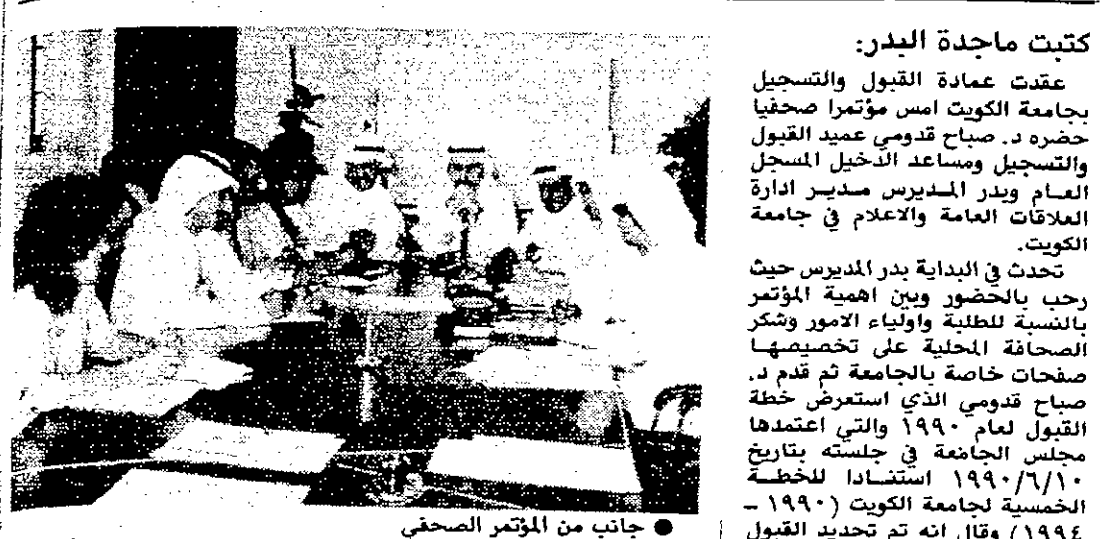 كتبت ماجدة البدر:
عقدت عمادة القبول والتسجيل
بجامعة الكويت امس مؤتمرا صحفيا
حضره د. صباح قدومي عميد القبول
والتسجيل ومساعد الدخيل المسجل
العام وبدر المديرس مدير ادارة
العلاقات العامة والاعلام في جامعة
الكويت.
تحدث في البداية بدر المديرس حيث
رحب بالحضور وبين اهمية المؤتمر
بالنسبة للطلبة واولياء الامور وشكر
الصحافة المحلية على تخصيصها
صفحات خاصة بالجامعة ثم قدم د.
صباح قدومي الذي استعرض خطة
القبول لعام ١٩٩٠ والتي اعتمدها
مجلس الجامعة في جلسته بتاريخ
١٩٩٠/٦/١٠ استنادا للخطة
الخمسية لجامعة الكويت (١٩٩٠ ـ
١٩٩٤) وقال انه تم تحديد القبول
● جانب من المؤتمر الصحفي